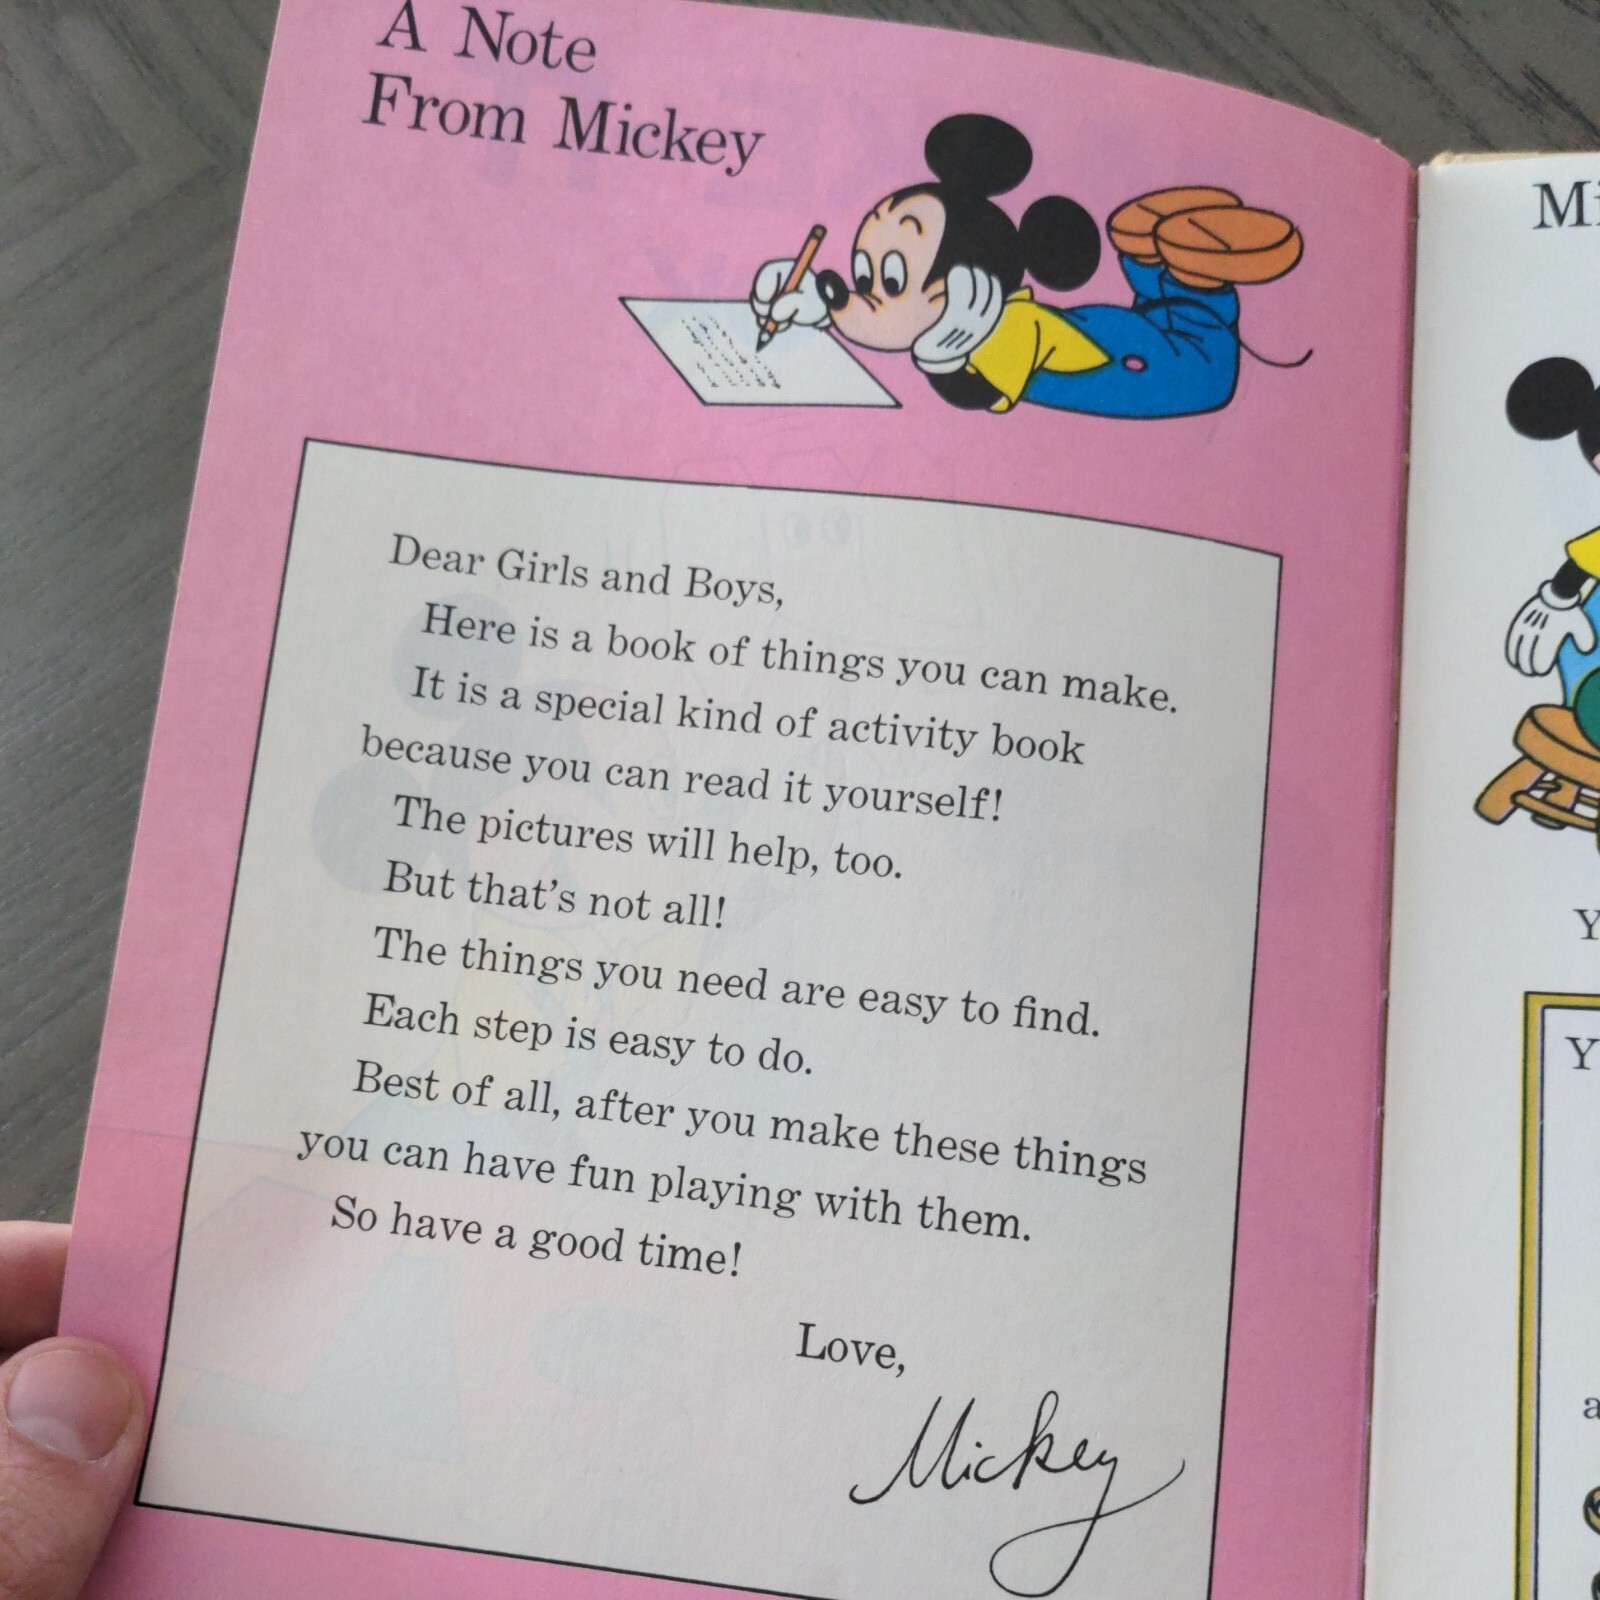 A Note
From Mickey
Dear Girls and Boys,
Here is a book of things you can make.
It is a special kind of activity book
because you can read it yourself!
The pictures will help, too.
But that's not all!
The things you need are easy to find.
Each step is easy to do.
Best of all, after you make these things
you can have fun playing with them.
So have a good time!
Love,
Mickey